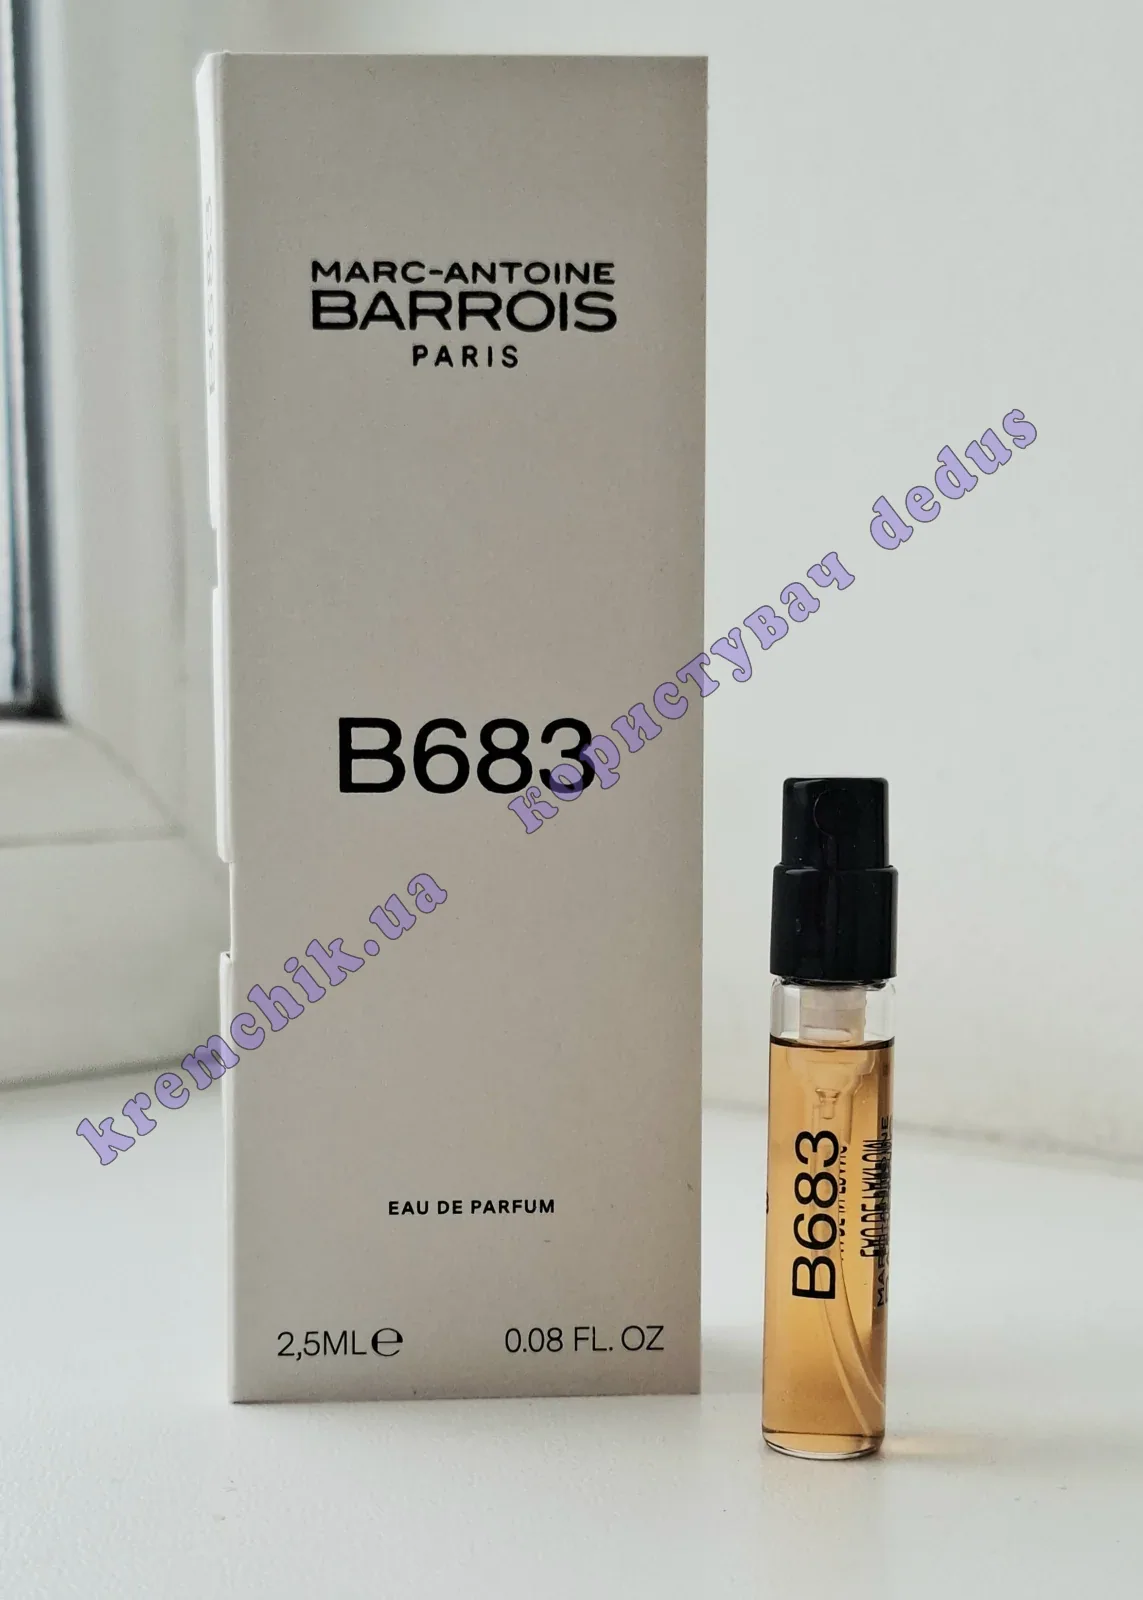 MARC-ANTOINE
BARROIS
PARIS
B683
EAU DE PARFUM
2,5ML℮ 0.08 FL. OZ
B683
kremchik.ua користувач dedus